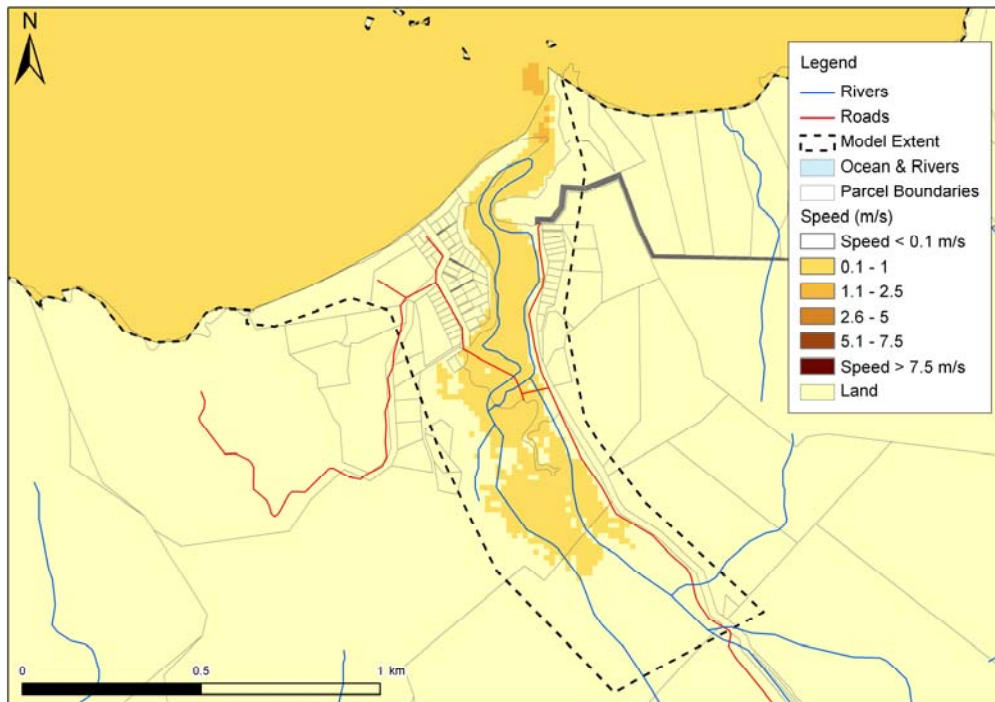 N
Legend
Rivers
Roads
Model Extent
Ocean & Rivers
Parcel Boundaries
Speed (m/s)
Speed < 0.1 m/s
0.1 - 1
1.1 - 2.5
2.6 - 5
5.1 - 7.5
Speed > 7.5 m/s
Land
0 0.5 1 km